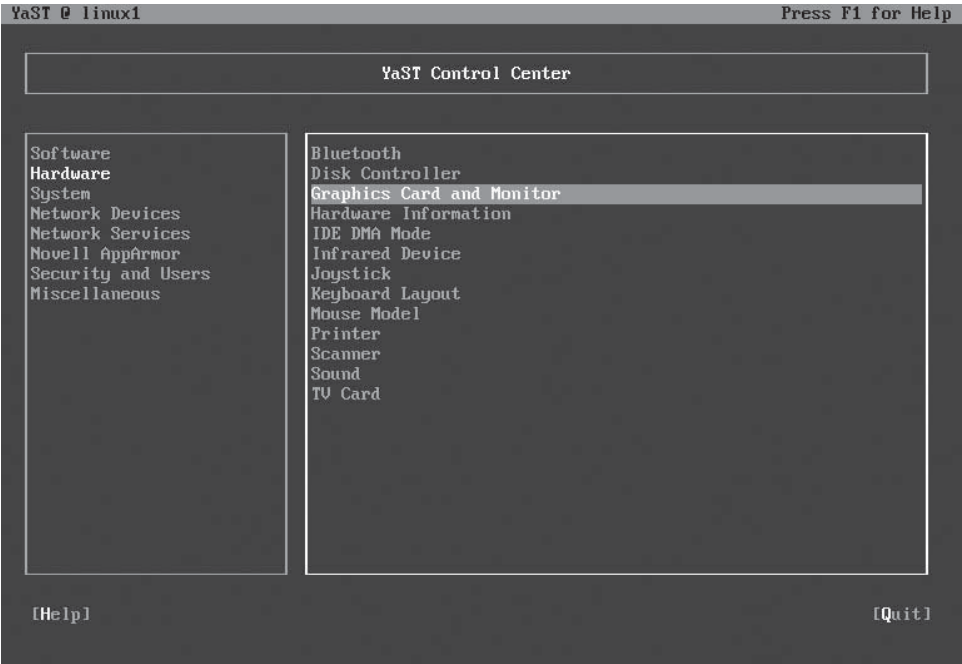 YaST @ linux1 Press F1 for Help
YaST Control Center
Software
Hardware
System
Network Devices
Network Services
Novell AppArmor
Security and Users
Miscellaneous
Bluetooth
Disk Controller
Graphics Card and Monitor
Hardware Information
IDE DMA Mode
Infrared Device
Joystick
Keyboard Layout
Mouse Model
Printer
Scanner
Sound
TV Card
[Help] [Quit]